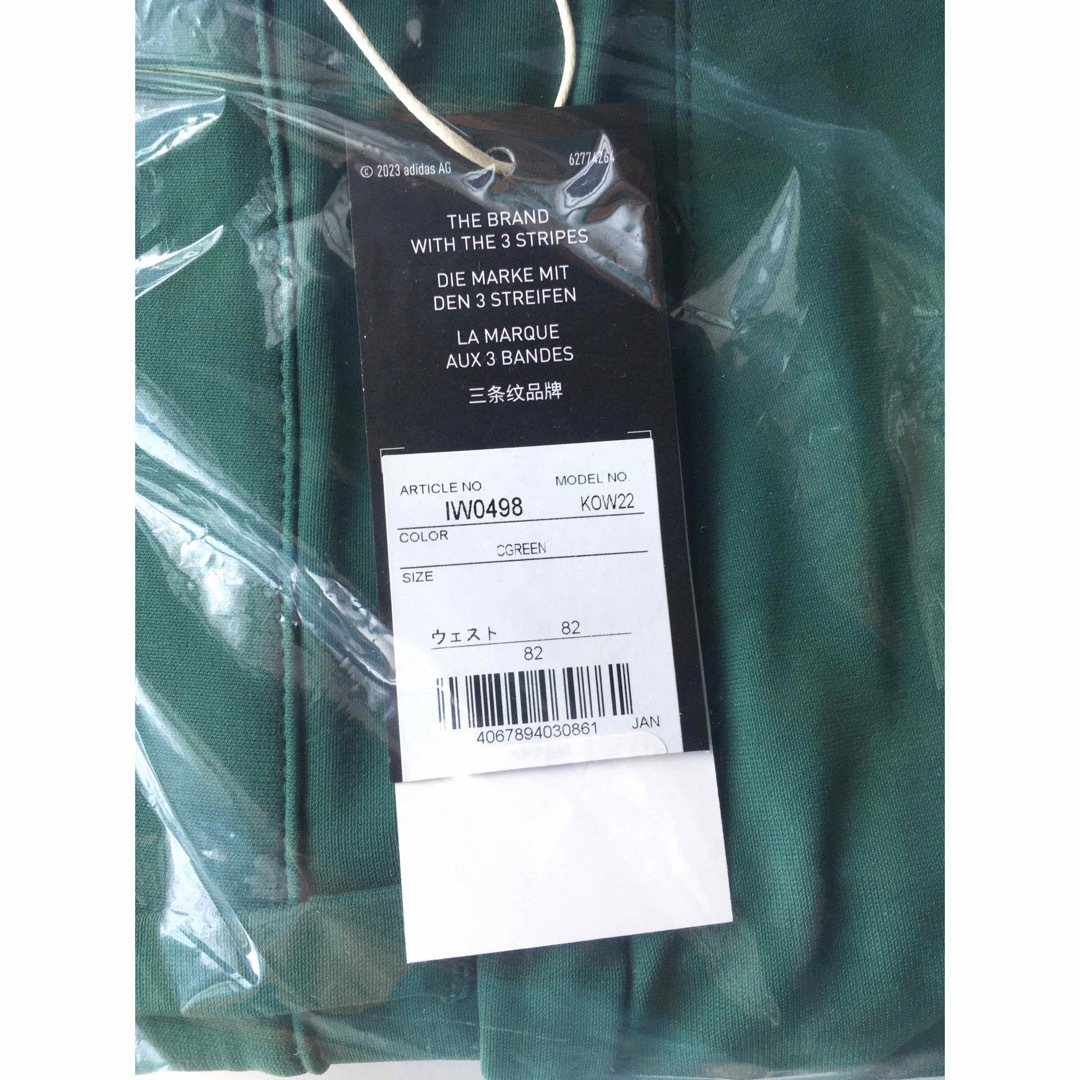 © 2023 adidas AG 62774264
THE BRAND
WITH THE 3 STRIPES
DIE MARKE MIT
DEN 3 STREIFEN
LA MARQUE
AUX 3 BANDES
三条纹品牌
ARTICLE NO. MODEL NO.
IW0498 KOW22
COLOR
CGREEN
SIZE
ウェスト 82
82
4067894030861 JAN